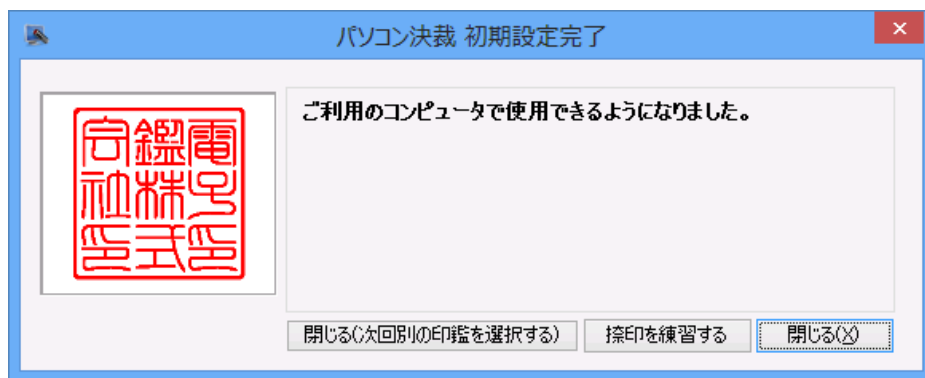 パソコン決裁 初期設定完了
電子印
鑑株式
会社印
ご利用のコンピュータで使用できるようになりました。
閉じる(次回別の印鑑を選択する)
捺印を練習する
閉じる(X)